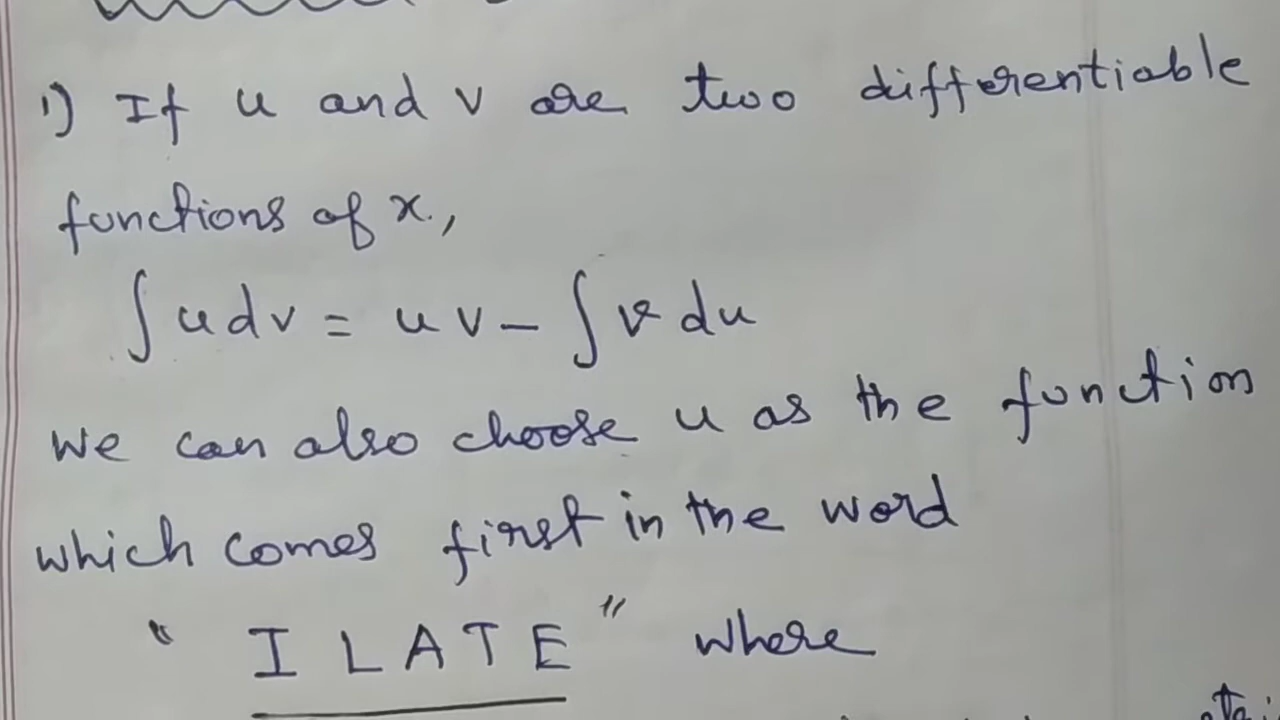 1) If u and v are two differentiable
functions of x.,
∫ u dv = u v - ∫ v du
We can also choose u as the function
which comes first in the word
" I L A T E " where